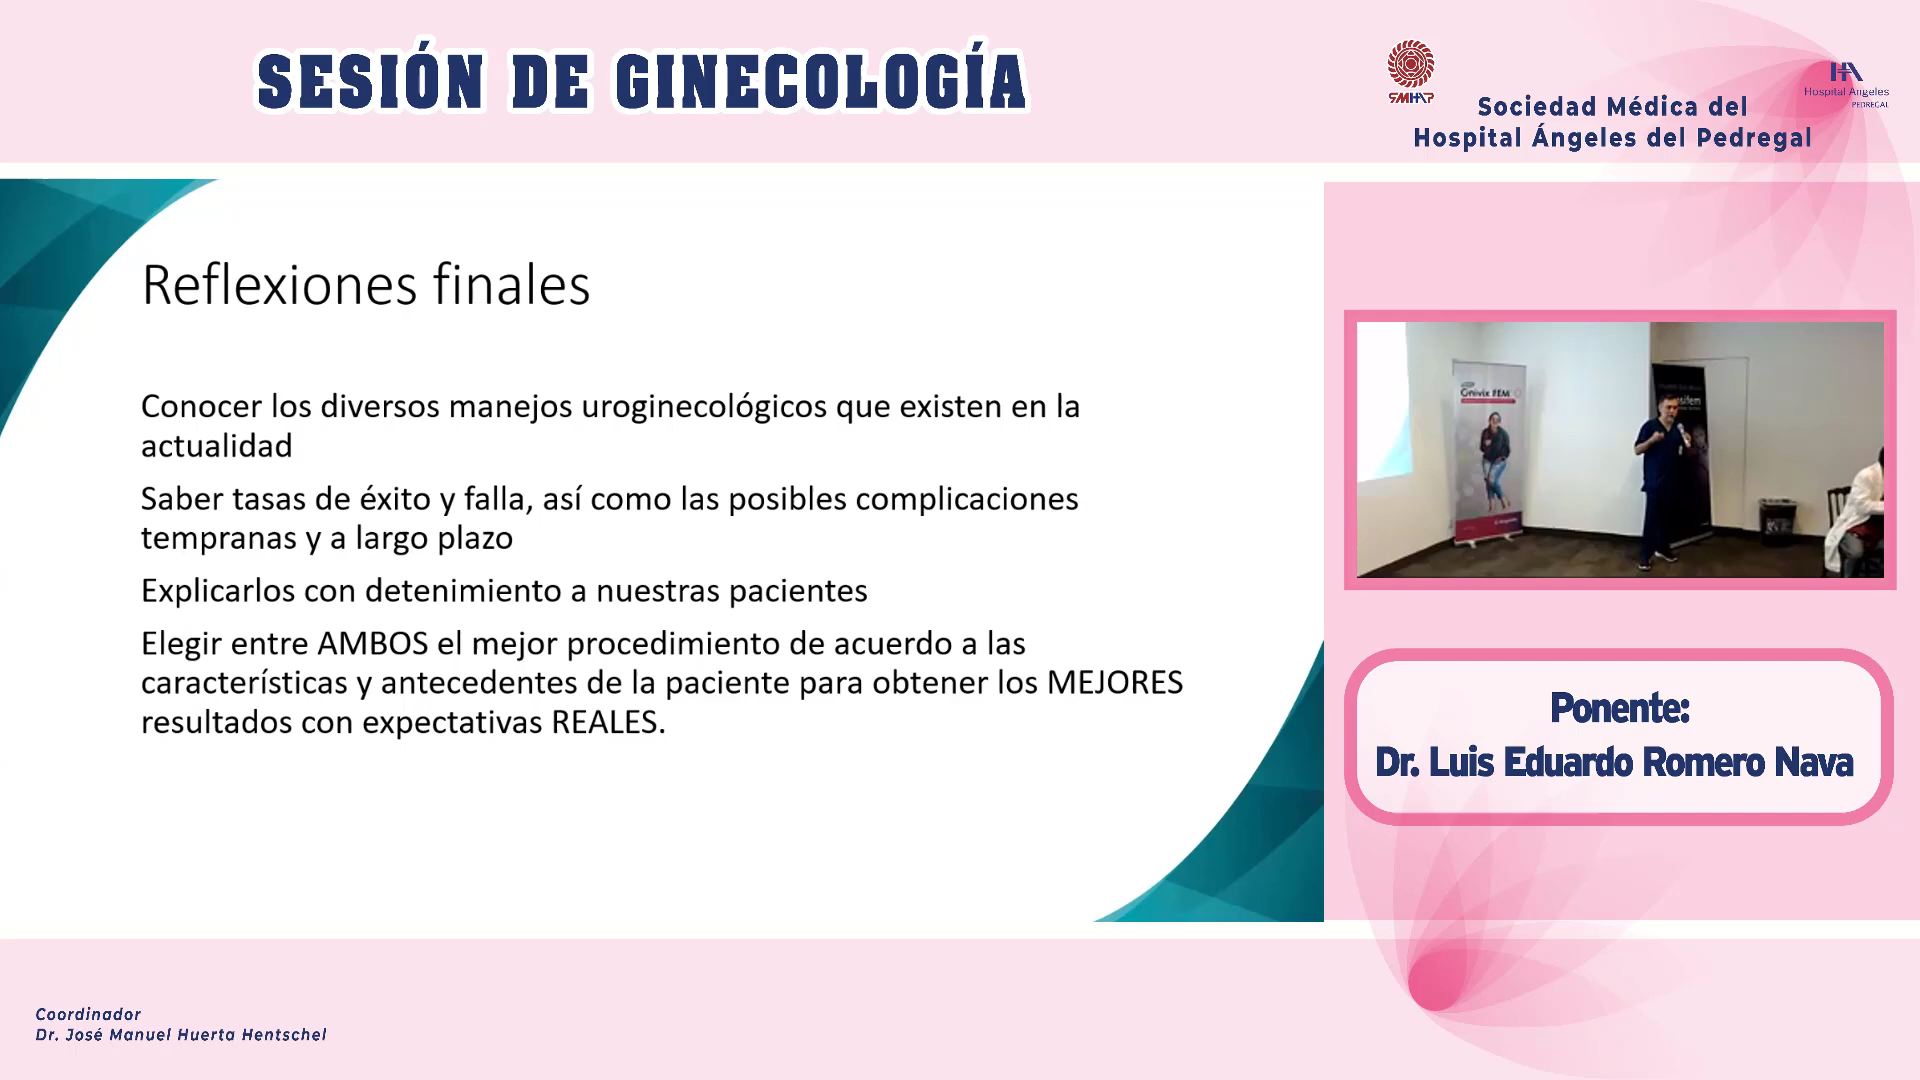 SESIÓN DE GINECOLOGÍA
SMHAP
Sociedad Médica del
Hospital Ángeles del Pedregal
HA
Hospital Angeles
PEDREGAL
Reflexiones finales
Conocer los diversos manejos uroginecológicos que existen en la
actualidad
Saber tasas de éxito y falla, así como las posibles complicaciones
tempranas y a largo plazo
Explicarlos con detenimiento a nuestras pacientes
Elegir entre AMBOS el mejor procedimiento de acuerdo a las
características y antecedentes de la paciente para obtener los MEJORES
resultados con expectativas REALES.
Ponente:
Dr. Luis Eduardo Romero Nava
Coordinador
Dr. José Manuel Huerta Hentschel